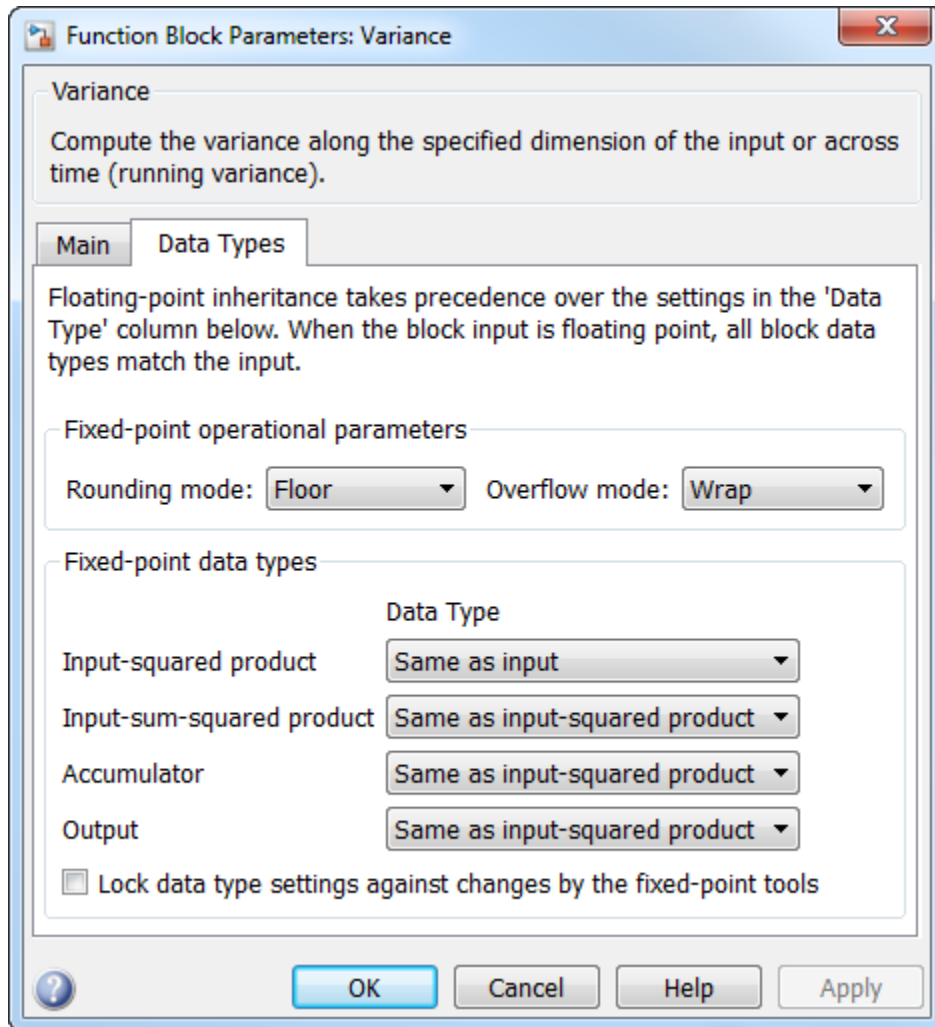 Function Block Parameters: Variance
Variance
Compute the variance along the specified dimension of the input or across
time (running variance).
Main Data Types
Floating-point inheritance takes precedence over the settings in the 'Data
Type' column below. When the block input is floating point, all block data
types match the input.
Fixed-point operational parameters
Rounding mode: Floor Overflow mode: Wrap
Fixed-point data types
Data Type
Input-squared product Same as input
Input-sum-squared product Same as input-squared product
Accumulator Same as input-squared product
Output Same as input-squared product
Lock data type settings against changes by the fixed-point tools
? OK Cancel Help Apply